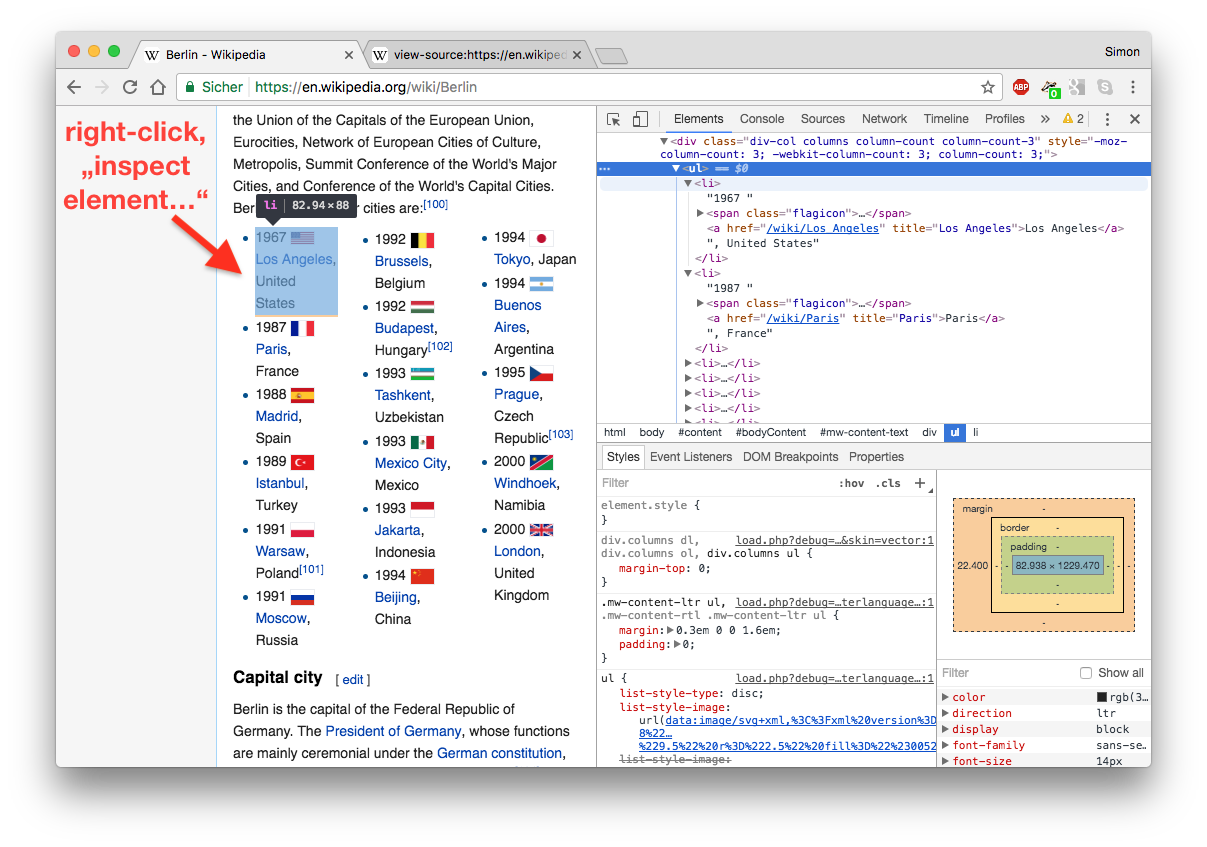 Berlin - Wikipedia
view-source:https://en.wikiped
Simon
Sicher
https://en.wikipedia.org/wiki/Berlin
ABP
0
right-click,
„inspect
element…“
the Union of the Capitals of the European Union,
Eurocities, Network of European Cities of Culture,
Metropolis, Summit Conference of the World's Major
Cities, and Conference of the World's Capital Cities.
Ber
cities are:[100]
li 82.94 × 88
1967
Los Angeles,
United
States
1987
Paris,
France
1988
Madrid,
Spain
1989
Istanbul,
Turkey
1991
Warsaw,
Poland[101]
1991
Moscow,
Russia
1992
Brussels,
Belgium
1992
Budapest,
Hungary[102]
1993
Tashkent,
Uzbekistan
1993
Mexico City,
Mexico
1993
Jakarta,
Indonesia
1994
Beijing,
China
1994
Tokyo, Japan
1994
Buenos
Aires,
Argentina
1995
Prague,
Czech
Republic[103]
2000
Windhoek,
Namibia
2000
London,
United
Kingdom
Capital city [ edit ]
Berlin is the capital of the Federal Republic of
Germany. The President of Germany, whose functions
are mainly ceremonial under the German constitution,
Elements Console Sources Network Timeline Profiles » 2
<div class="div-col columns column-count column-count-3" style="-moz-
column-count: 3; -webkit-column-count: 3; column-count: 3;">
<ul> == $0
<li>
"1967 "
<span class="flagicon">…</span>
<a href="/wiki/Los_Angeles" title="Los Angeles">Los Angeles</a>
", United States"
</li>
<li>
"1987 "
<span class="flagicon">…</span>
<a href="/wiki/Paris" title="Paris">Paris</a>
", France"
</li>
<li>…</li>
<li>…</li>
<li>…</li>
<li>…</li>
<li>…</li>
html body #content #bodyContent #mw-content-text div ul li
Styles Event Listeners DOM Breakpoints Properties
Filter :hov .cls +
element.style {
}
div.columns dl, load.php?debug=…&skin=vector:1
div.columns ol, div.columns ul {
margin-top: 0;
}
.mw-content-ltr ul, load.php?debug=…terlanguage…:1
.mw-content-rtl .mw-content-ltr ul {
margin: 0.3em 0 0 1.6em;
padding: 0;
}
ul { load.php?debug=…terlanguage…:1
list-style-type: disc;
list-style-image:
url(data:image/svg+xml,%3C%3Fxml%20version%3D
8%22…
%229.5%22%20r%3D%222.5%22%20fill%3D%22%230052
list-style-image:
margin -
border -
padding -
22.400 - - 82.938 × 1229.470 - - -
-
-
-
Filter Show all
color rgb(3…
direction ltr
display block
font-family sans-se…
font-size 14px